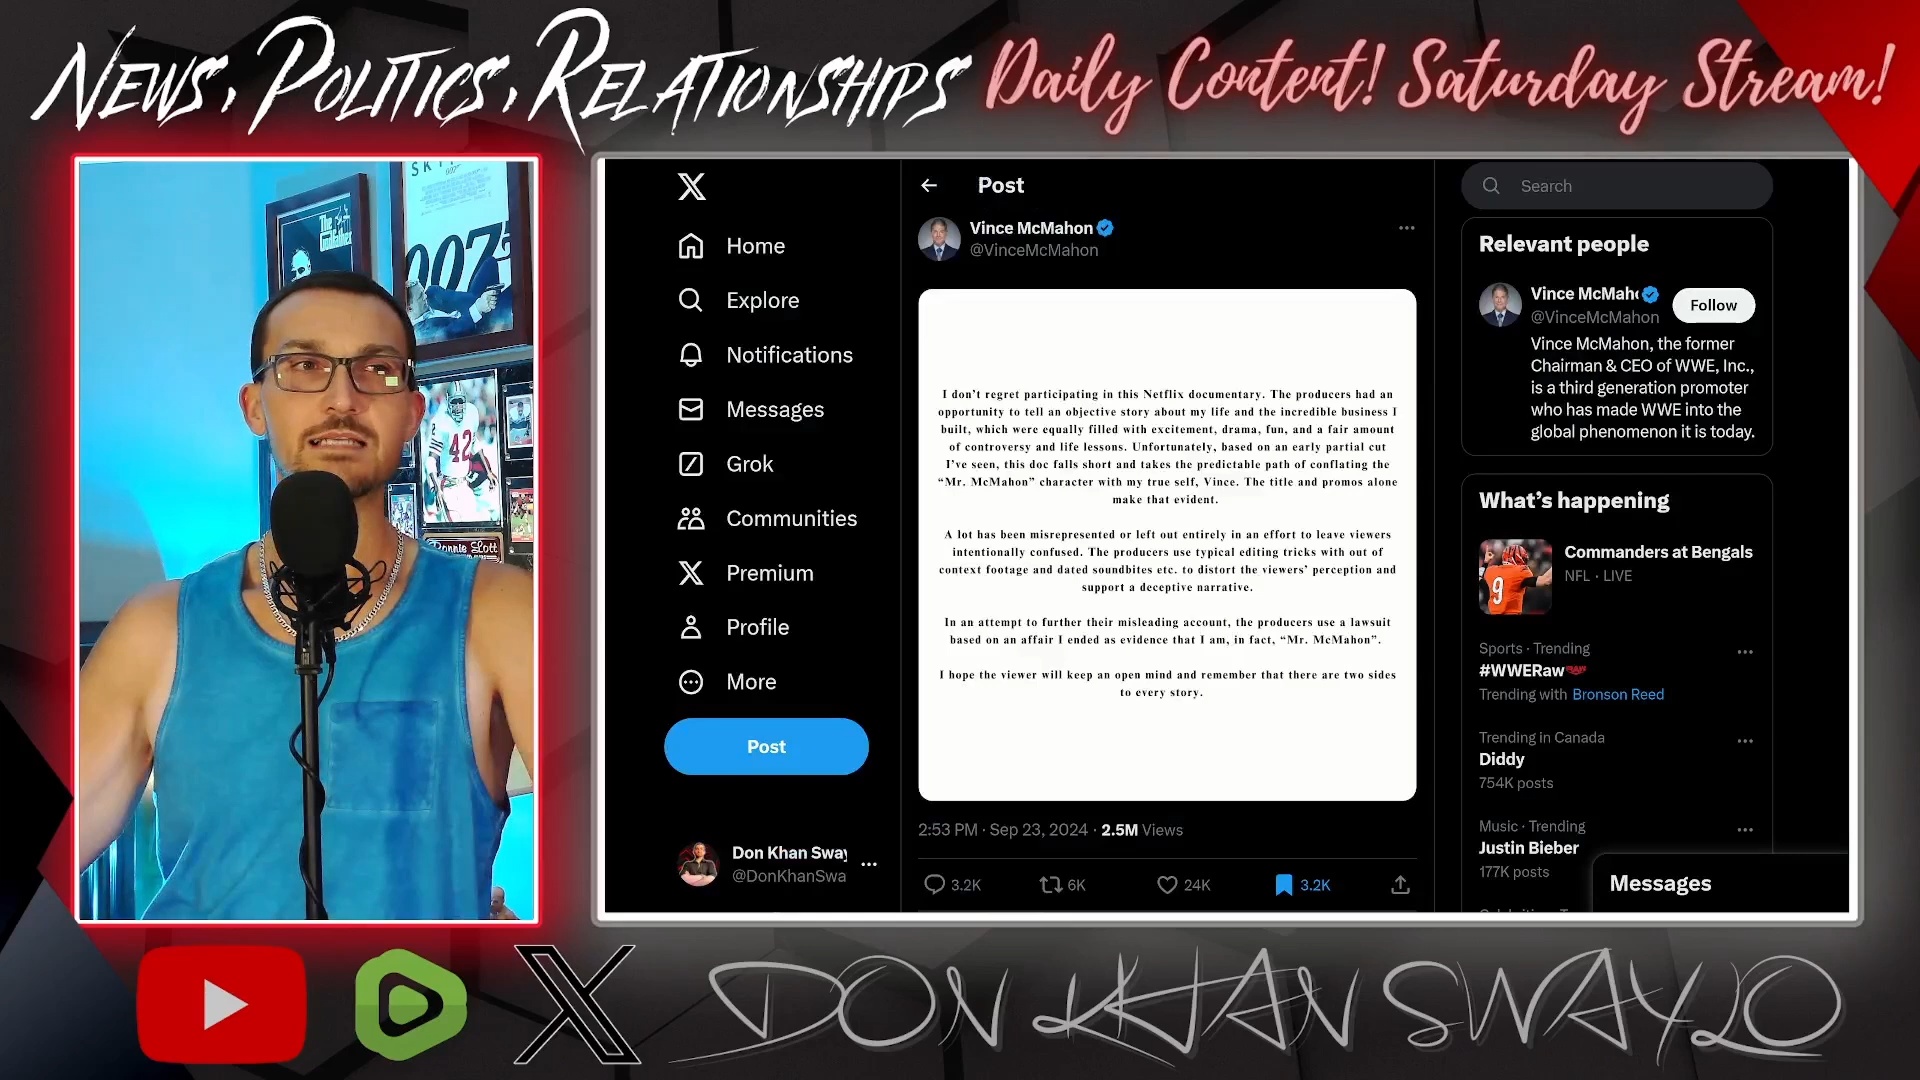 News, Politics, Relationships
Daily Content! Saturday Stream!
SKY
007
The Godfather
007
42
Ronnie Lott
Home
Explore
Notifications
Messages
Grok
Communities
Premium
Profile
More
Post
Don Khan Sway
@DonKhanSwa
Post
Vince McMahon
@VinceMcMahon
I don't regret participating in this Netflix documentary. The producers had an
opportunity to tell an objective story about my life and the incredible business I
built, which were equally filled with excitement, drama, fun, and a fair amount
of controversy and life lessons. Unfortunately, based on an early partial cut
I've seen, this doc falls short and takes the predictable path of conflating the
“Mr. McMahon” character with my true self, Vince. The title and promos alone
make that evident.
A lot has been misrepresented or left out entirely in an effort to leave viewers
intentionally confused. The producers use typical editing tricks with out of
context footage and dated soundbites etc. to distort the viewers’ perception and
support a deceptive narrative.
In an attempt to further their misleading account, the producers use a lawsuit
based on an affair I ended as evidence that I am, in fact, “Mr. McMahon”.
I hope the viewer will keep an open mind and remember that there are two sides
to every story.
2:53 PM · Sep 23, 2024 · 2.5M Views
3.2K 6K 24K 3.2K
Search
Relevant people
Vince McMah
@VinceMcMahon
Follow
Vince McMahon, the former
Chairman & CEO of WWE, Inc.,
is a third generation promoter
who has made WWE into the
global phenomenon it is today.
What’s happening
9
Commanders at Bengals
NFL · LIVE
Sports · Trending
#WWERaw
Trending with Bronson Reed
Trending in Canada
Diddy
754K posts
Music · Trending
Justin Bieber
177K posts
Messages
DON KHAN SWAYLO